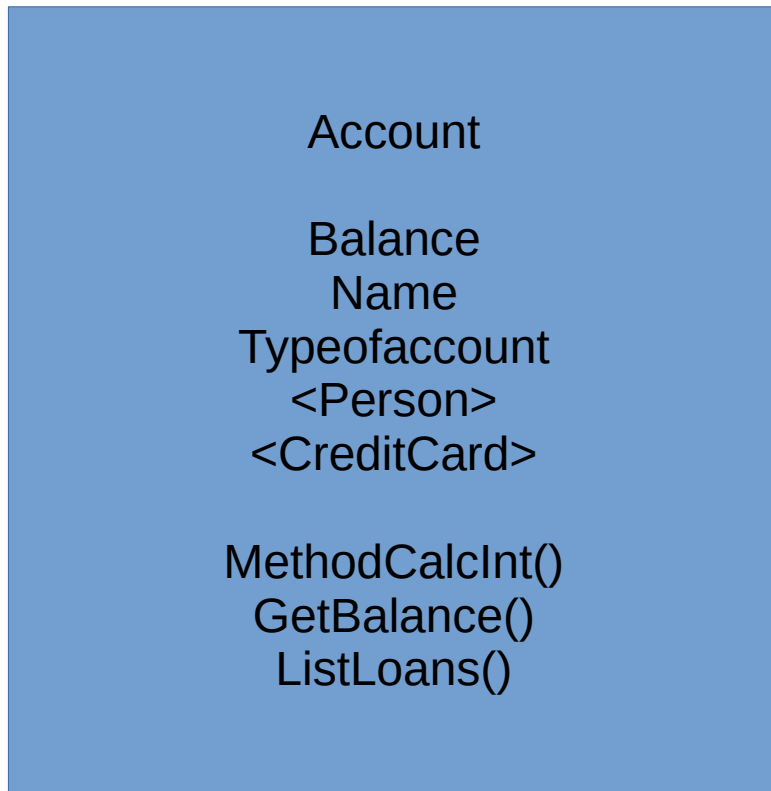 Account
Balance
Name
Typeofaccount
<Person>
<CreditCard>
MethodCalcInt()
GetBalance()
ListLoans()